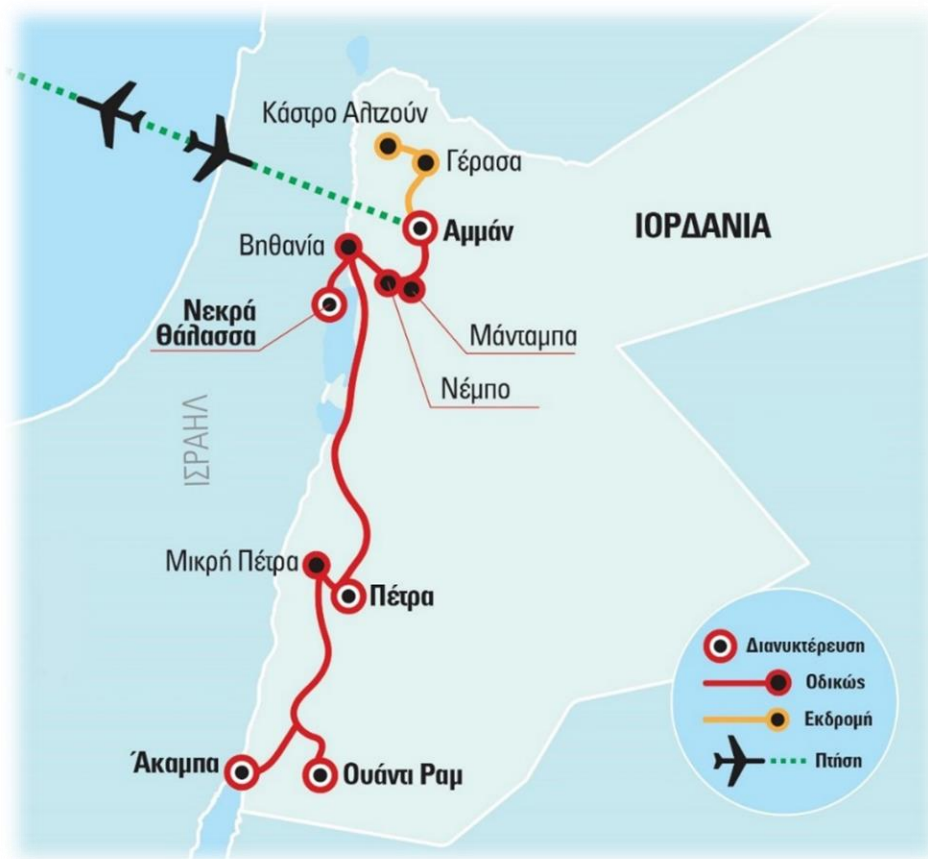 Κάστρο Αλτζούν
Γέρασα
Αμμάν
ΙΟΡΔΑΝΙΑ
Βηθανία
Νεκρά
Θάλασσα
Μάνταμπα
Νέμπο
ΙΣΡΑΗΛ
Μικρή Πέτρα
Πέτρα
Άκαμπα
Ουάντι Ραμ
Διανυκτέρευση
Οδικώς
Εκδρομή
Πτήση